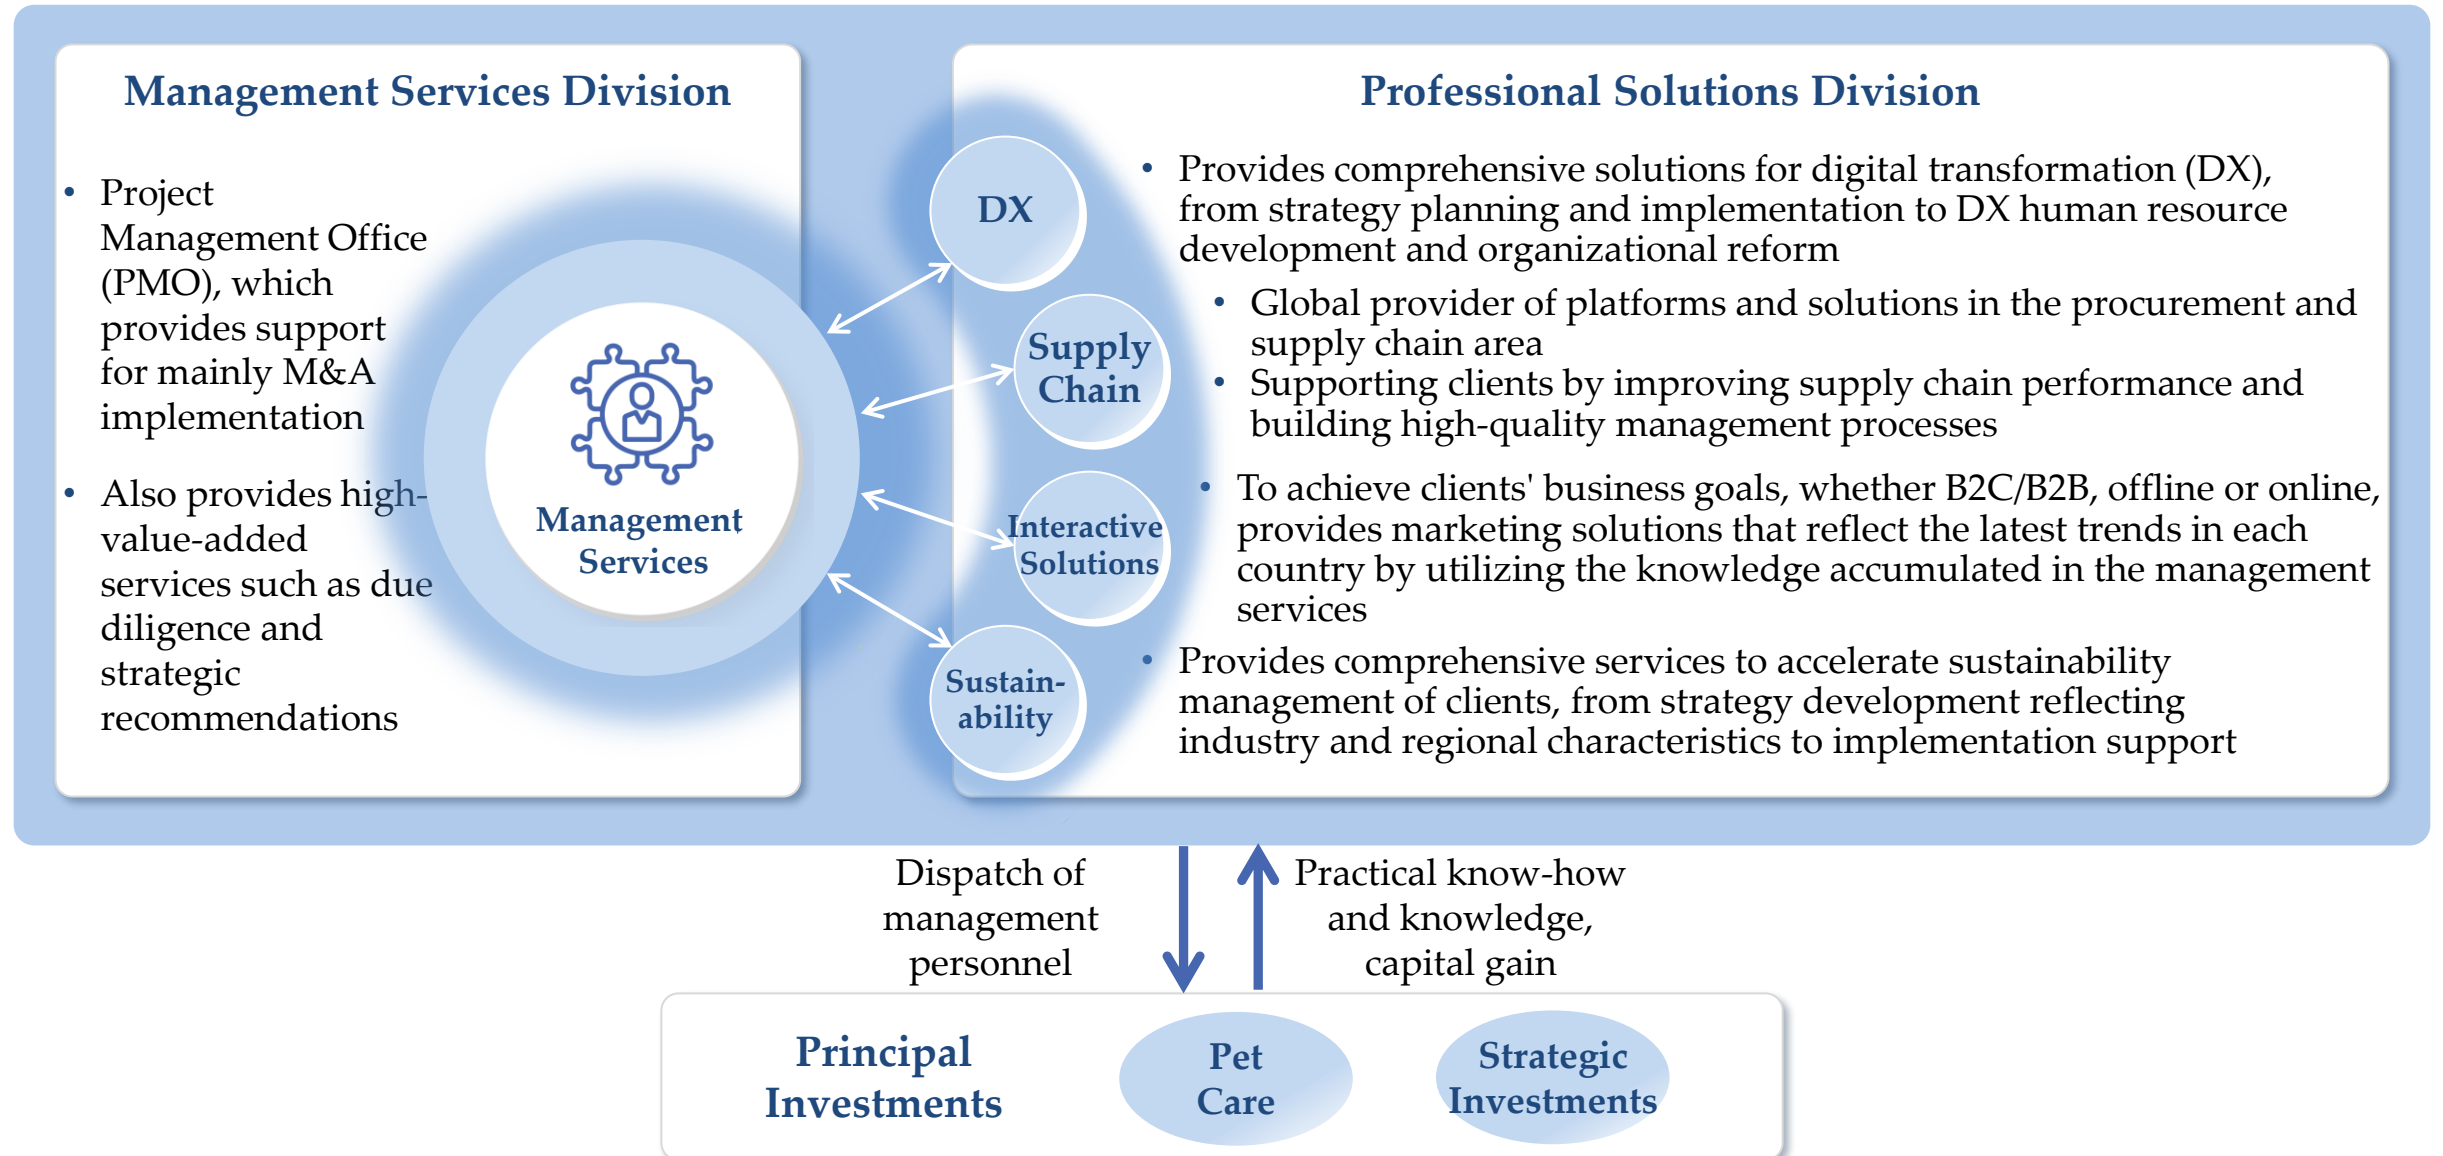 Management Services Division
• Project
Management Office
(PMO), which
provides support
for mainly M&A
implementation
• Also provides high-
value-added
services such as due
diligence and
strategic
recommendations
Management
Services
Professional Solutions Division
DX
• Provides comprehensive solutions for digital transformation (DX),
from strategy planning and implementation to DX human resource
development and organizational reform
Supply
Chain
• Global provider of platforms and solutions in the procurement and
supply chain area
• Supporting clients by improving supply chain performance and
building high-quality management processes
Interactive
Solutions
• To achieve clients' business goals, whether B2C/B2B, offline or online,
provides marketing solutions that reflect the latest trends in each
country by utilizing the knowledge accumulated in the management
services
Sustain-
ability
• Provides comprehensive services to accelerate sustainability
management of clients, from strategy development reflecting
industry and regional characteristics to implementation support
Dispatch of
management
personnel
Practical know-how
and knowledge,
capital gain
Principal
Investments
Pet
Care
Strategic
Investments